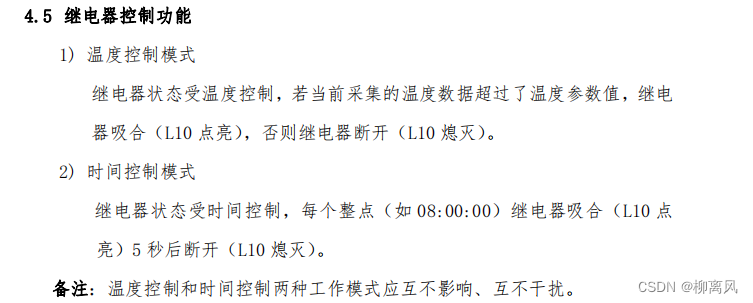 4.5 继电器控制功能
1) 温度控制模式
继电器状态受温度控制，若当前采集的温度数据超过了温度参数值，继电
器吸合（L10 点亮），否则继电器断开（L10 熄灭）。
2) 时间控制模式
继电器状态受时间控制，每个整点（如 08:00:00）继电器吸合（L10 点
亮）5 秒后断开（L10 熄灭）。
备注：温度控制和时间控制两种工作模式应互不影响、互不干扰。
CSDN @柳离风